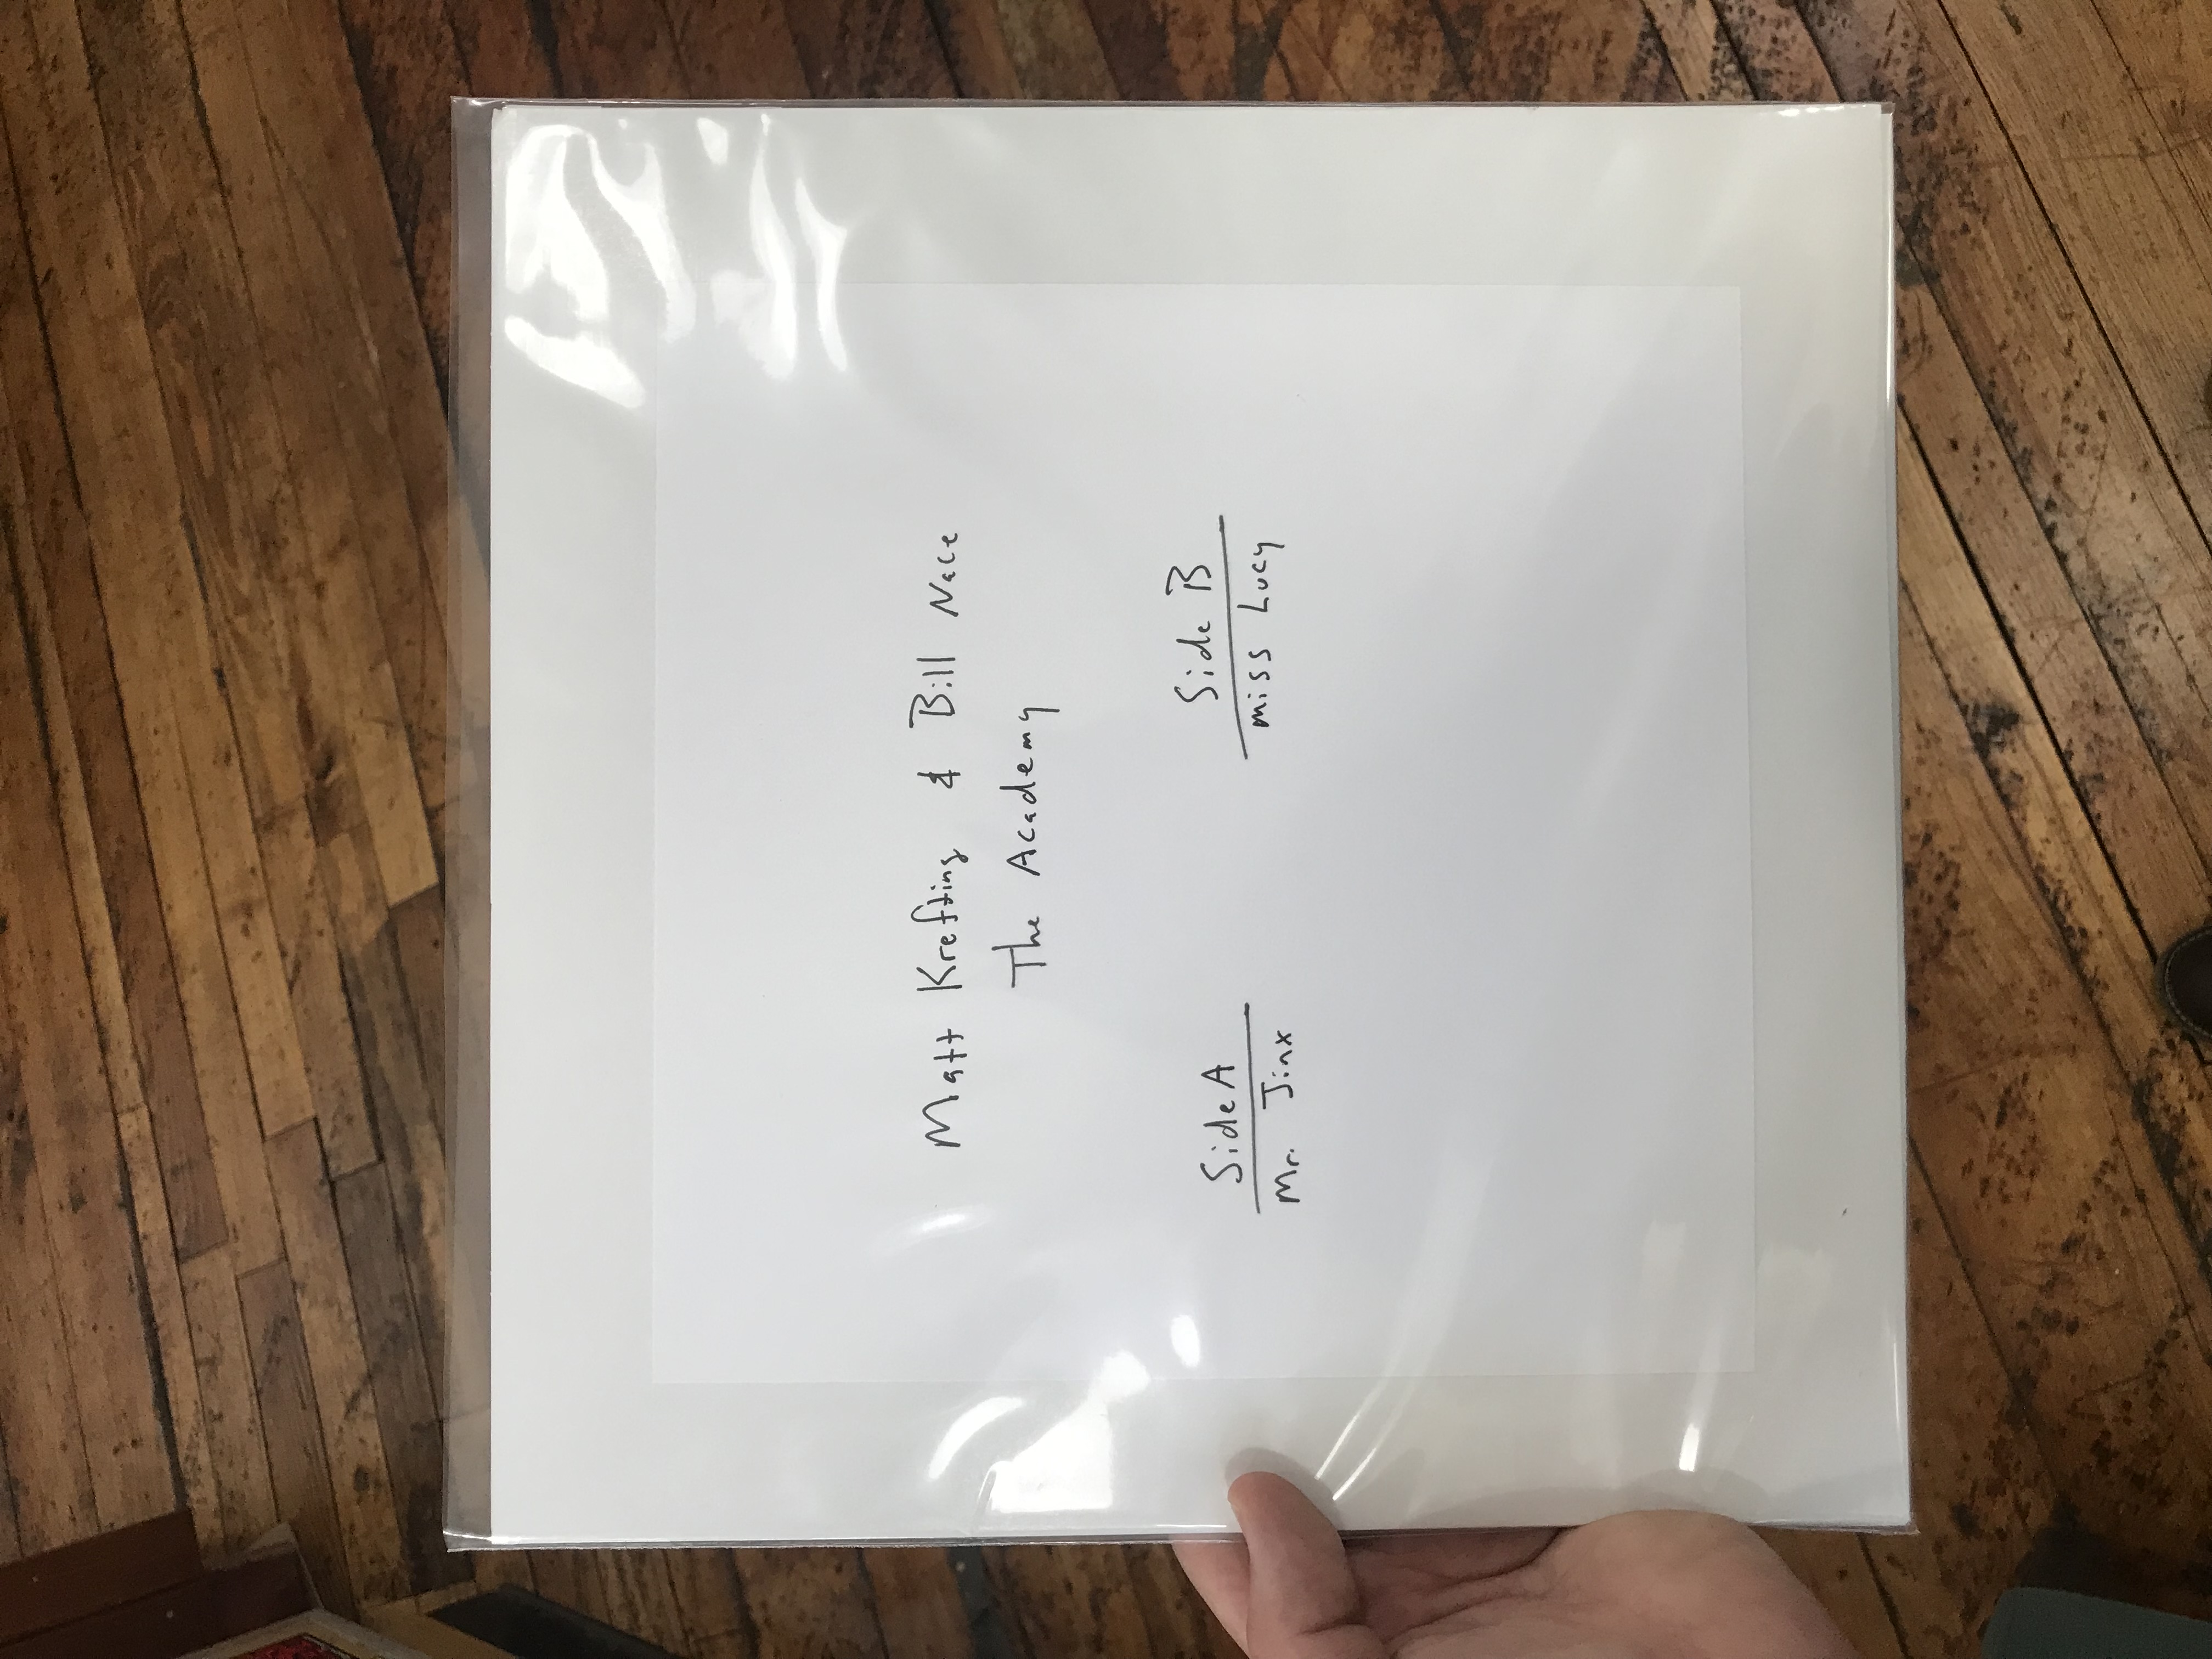 Matt Krefting & Bill Nace
The Academy
Side A
Mr. Jinx
Side B
miss Lucy